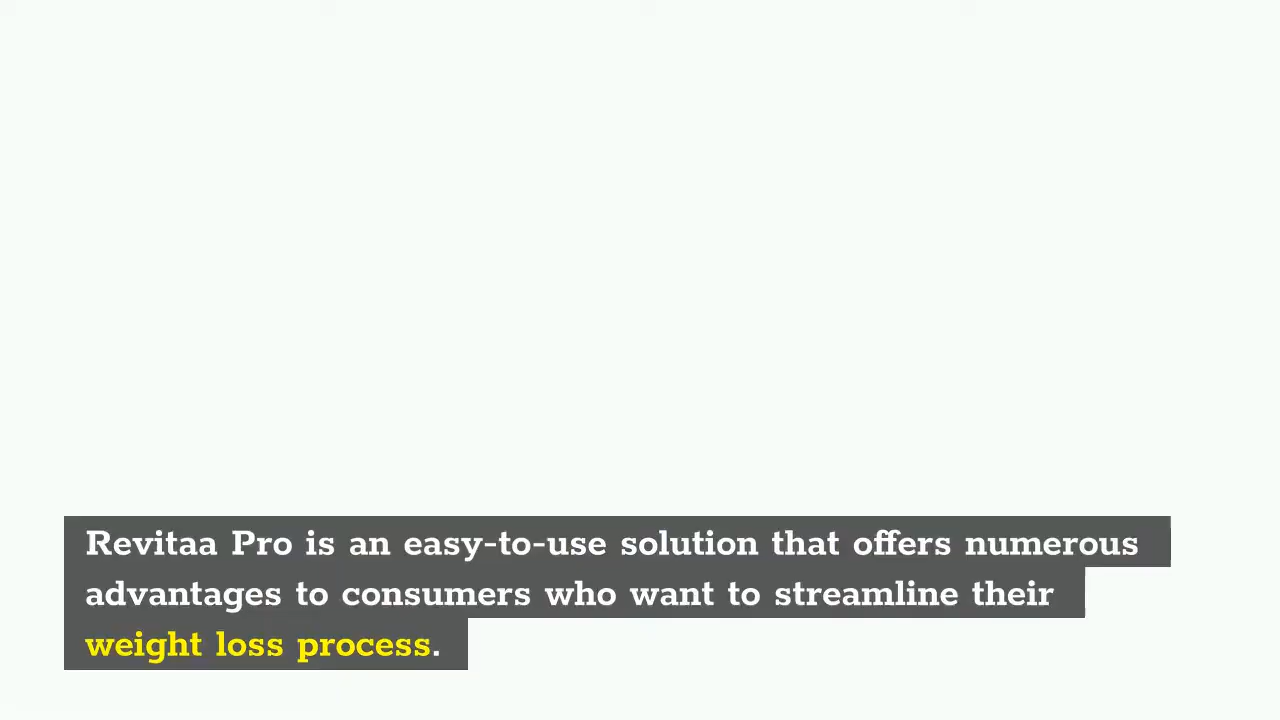 Revitaa Pro is an easy-to-use solution that offers numerous
advantages to consumers who want to streamline their
weight loss process.